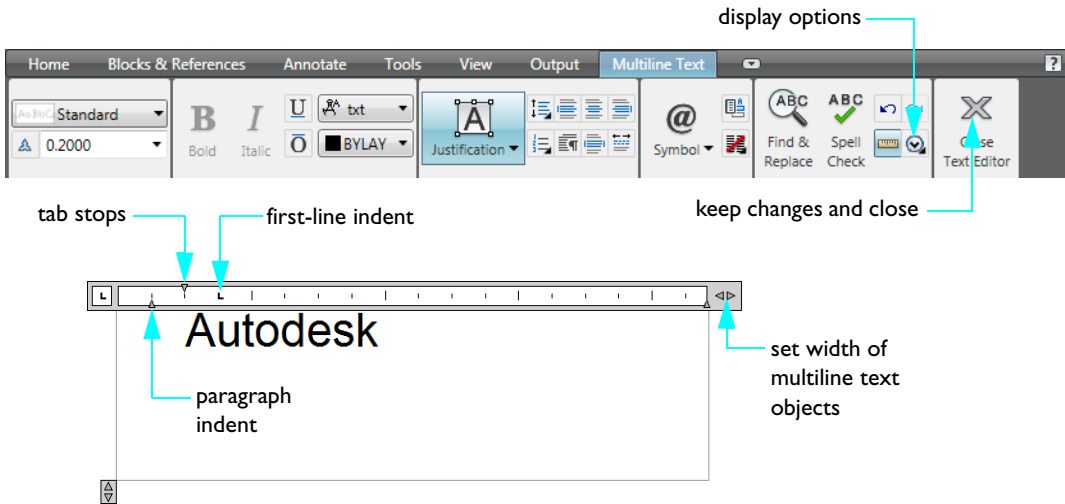 display options
Home Blocks & References Annotate Tools View Output Multiline Text ?
Standard B I U txt A @ ABC ABC
0.2000 Bold Italic O BYLAY Justification Symbol Find & Replace Spell Check Close Text Editor
tab stops first-line indent keep changes and close
Autodesk
set width of
multiline text
objects
paragraph
indent